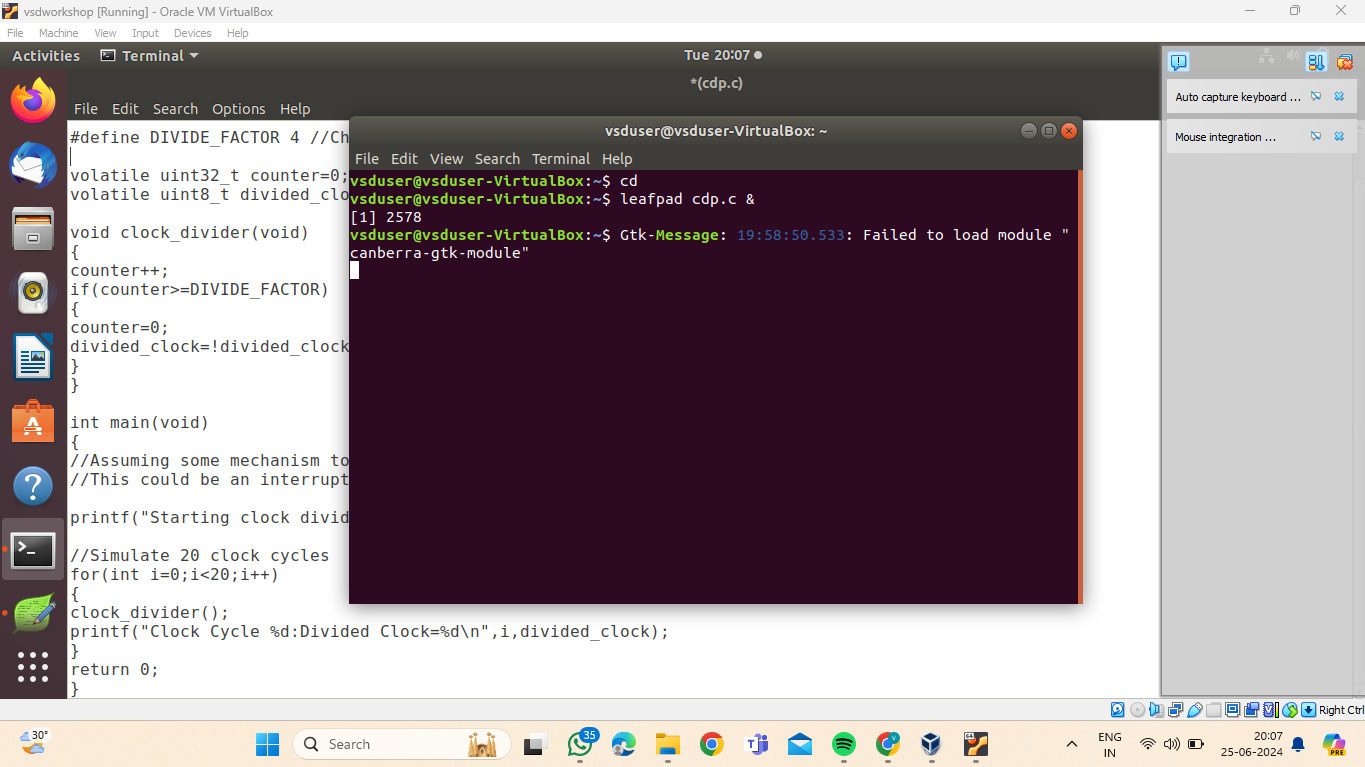 vsdworkshop [Running] - Oracle VM VirtualBox
File Machine View Input Devices Help
Activities Terminal Tue 20:07
*(cdp.c)
File Edit Search Options Help
#define DIVIDE_FACTOR 4 //Ch
volatile uint32_t counter=0;
volatile uint8_t divided_clo
void clock_divider(void)
{
counter++;
if(counter>=DIVIDE_FACTOR)
{
counter=0;
divided_clock=!divided_clock
}
}
int main(void)
{
//Assuming some mechanism to
//This could be an interrupt
printf("Starting clock divid
//Simulate 20 clock cycles
for(int i=0;i<20;i++)
{
clock_divider();
printf("Clock Cycle %d:Divided Clock=%d\n",i,divided_clock);
}
return 0;
}
vsduser@vsduser-VirtualBox: ~
File Edit View Search Terminal Help
vsduser@vsduser-VirtualBox:~$ cd
vsduser@vsduser-VirtualBox:~$ leafpad cdp.c &
[1] 2578
vsduser@vsduser-VirtualBox:~$ Gtk-Message: 19:58:50.533: Failed to load module "
canberra-gtk-module"
Auto capture keyboard ...
Mouse integration ...
Right Ctrl
30°
Search
35
ENG
IN
20:07
25-06-2024
PRE